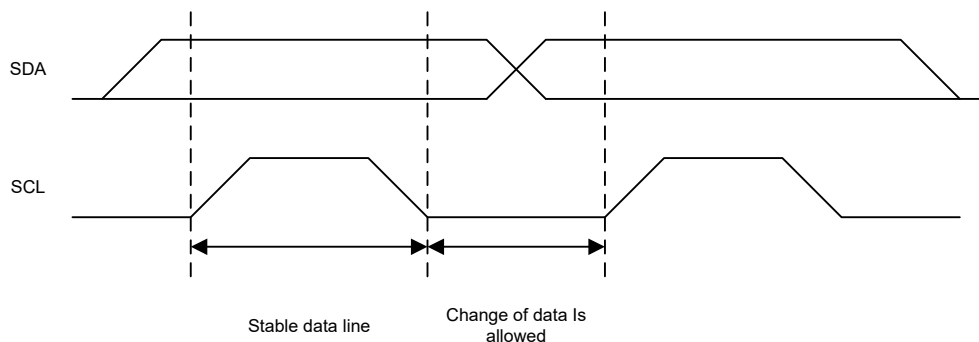 SDA
SCL
Stable data line
Change of data Is
allowed